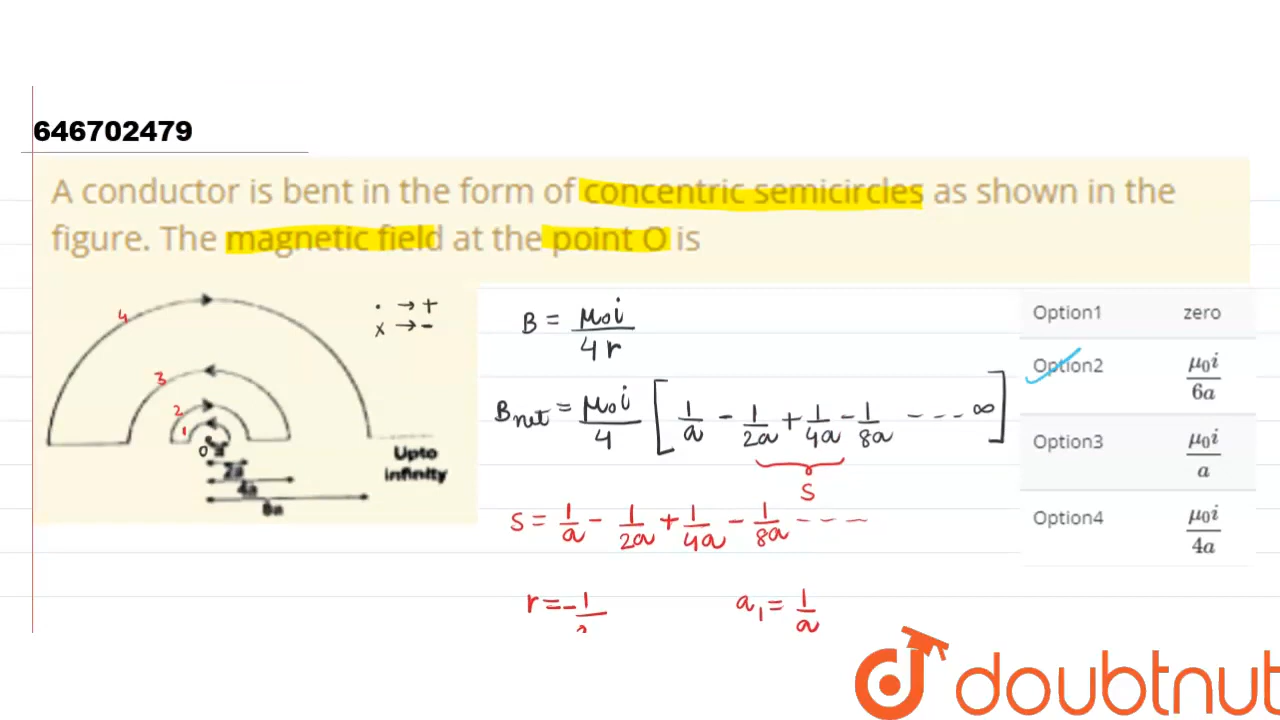 646702479
A conductor is bent in the form of concentric semicircles as shown in the
figure. The magnetic field at the point O is
4
3
2
1
O a
2a
4a
8a
Upto
infinity
. → +
x → -
B = μ₀i / 4r
Bnet = μ₀i / 4 [ 1/a - 1/2a + 1/4a - 1/8a ---- ∞ ]
S
S = 1/a - 1/2a + 1/4a - 1/8a ----
r = -1/
a₁ = 1/a
Option1 zero
Option2 μ₀i / 6a
Option3 μ₀i / a
Option4 μ₀i / 4a
doubtnut